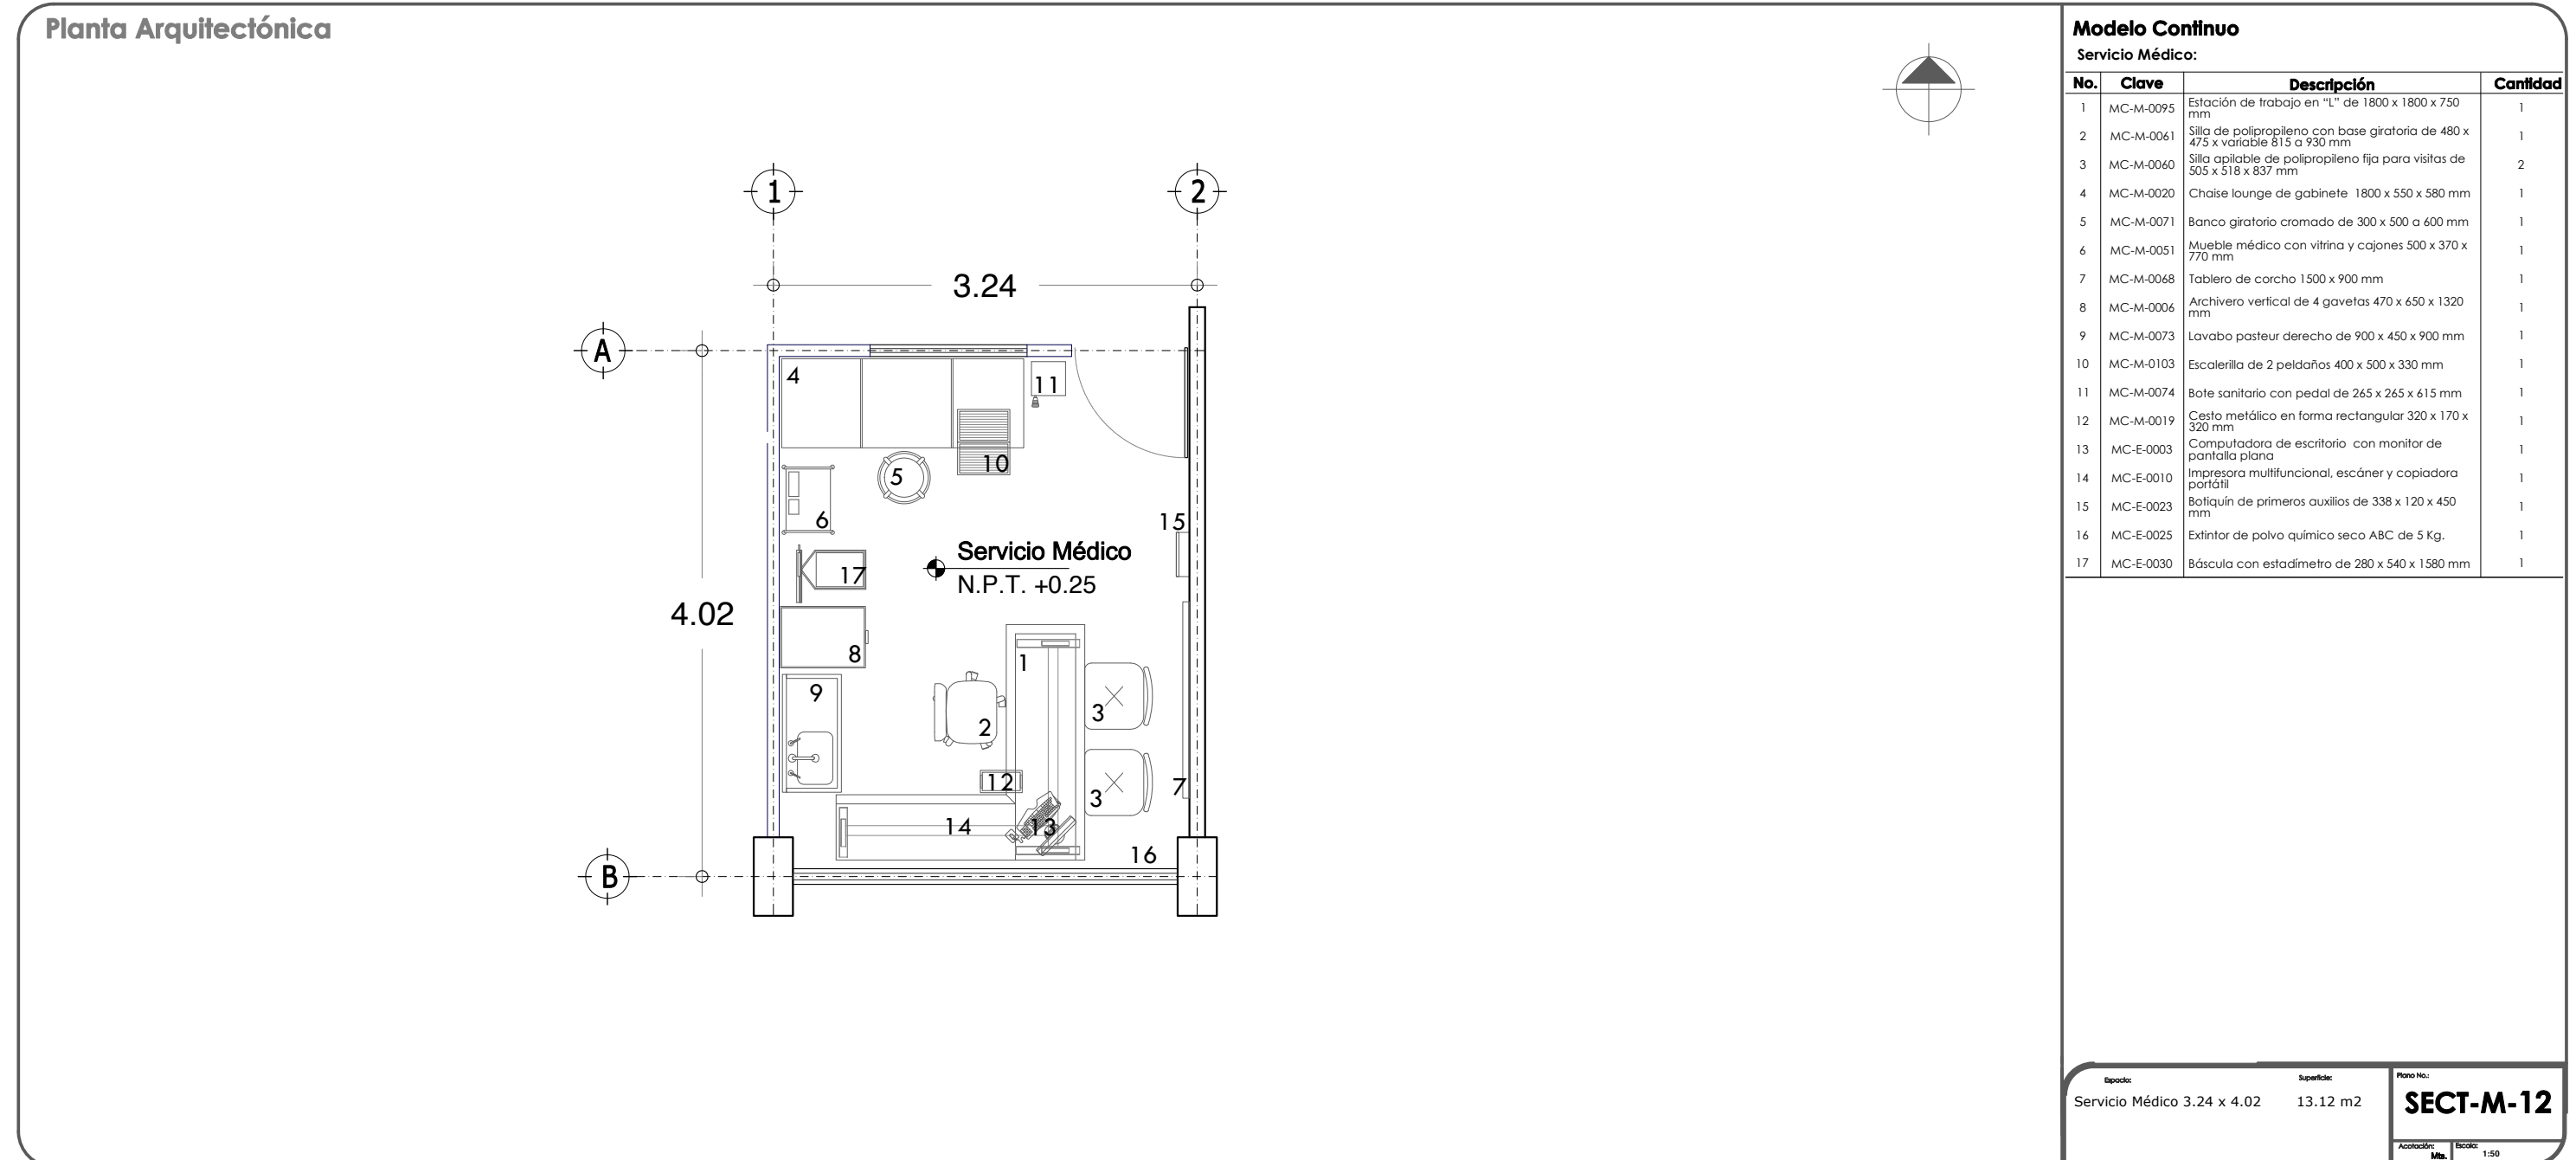 Planta Arquitectónica
1
2
3.24
A
4
11
10
5
6
15
Servicio Médico
17
N.P.T. +0.25
4.02
8
1
9
3
2
12
7
3
14
13
16
B
Modelo Continuo
Servicio Médico:
No. Clave Descripción Cantidad
1 MC-M-0095 Estación de trabajo en “L” de 1800 x 1800 x 750 1
mm
2 MC-M-0061 Silla de polipropileno con base giratoria de 480 x 1
475 x variable 815 a 930 mm
3 MC-M-0060 Silla apilable de polipropileno fija para visitas de 2
505 x 518 x 837 mm
4 MC-M-0020 Chaise lounge de gabinete 1800 x 550 x 580 mm 1
5 MC-M-0071 Banco giratorio cromado de 300 x 500 a 600 mm 1
6 MC-M-0051 Mueble médico con vitrina y cajones 500 x 370 x 1
770 mm
7 MC-M-0068 Tablero de corcho 1500 x 900 mm 1
8 MC-M-0006 Archivero vertical de 4 gavetas 470 x 650 x 1320 1
mm
9 MC-M-0073 Lavabo pasteur derecho de 900 x 450 x 900 mm 1
10 MC-M-0103 Escalerilla de 2 peldaños 400 x 500 x 330 mm 1
11 MC-M-0074 Bote sanitario con pedal de 265 x 265 x 615 mm 1
12 MC-M-0019 Cesto metálico en forma rectangular 320 x 170 x 1
320 mm
13 MC-E-0003 Computadora de escritorio con monitor de 1
pantalla plana
14 MC-E-0010 Impresora multifuncional, escáner y copiadora 1
portátil
15 MC-E-0023 Botiquín de primeros auxilios de 338 x 120 x 450 1
mm
16 MC-E-0025 Extintor de polvo químico seco ABC de 5 Kg. 1
17 MC-E-0030 Báscula con estadímetro de 280 x 540 x 1580 mm 1
Espacio: Superficie: Plano No.:
Servicio Médico 3.24 x 4.02 13.12 m2 SECT-M-12
Acotación: Escala:
Mts. 1:50